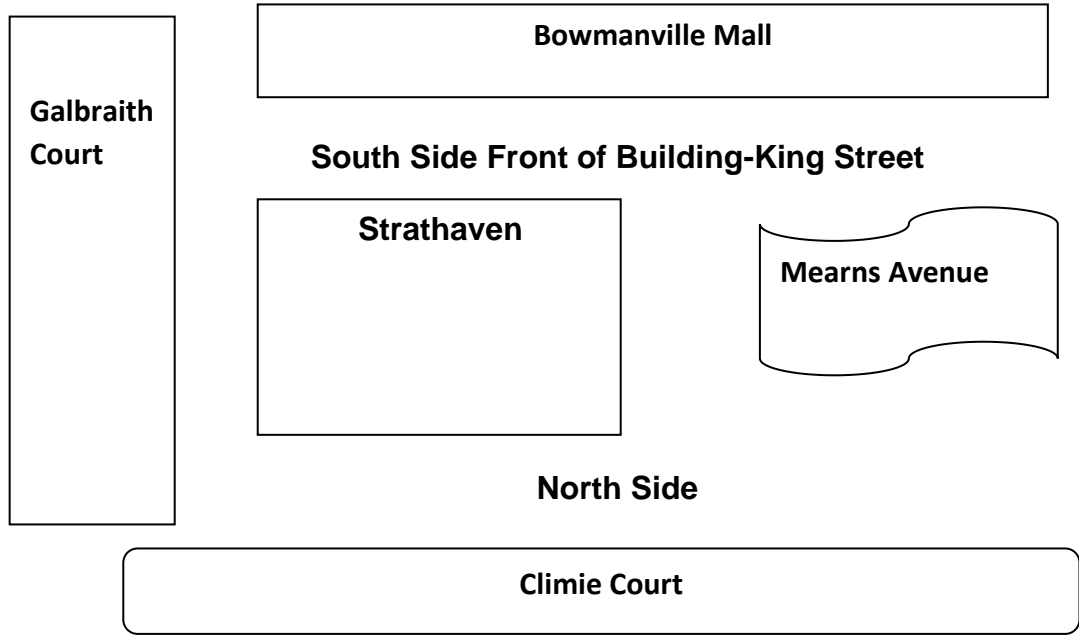 Bowmanville Mall
Galbraith
Court
South Side Front of Building-King Street
Strathaven
Mearns Avenue
North Side
Climie Court